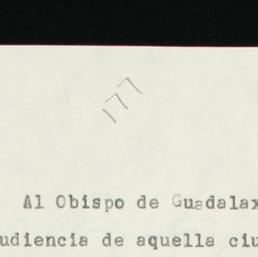 177
Al Obispo de Guadalax
udiencia de aquella ciu